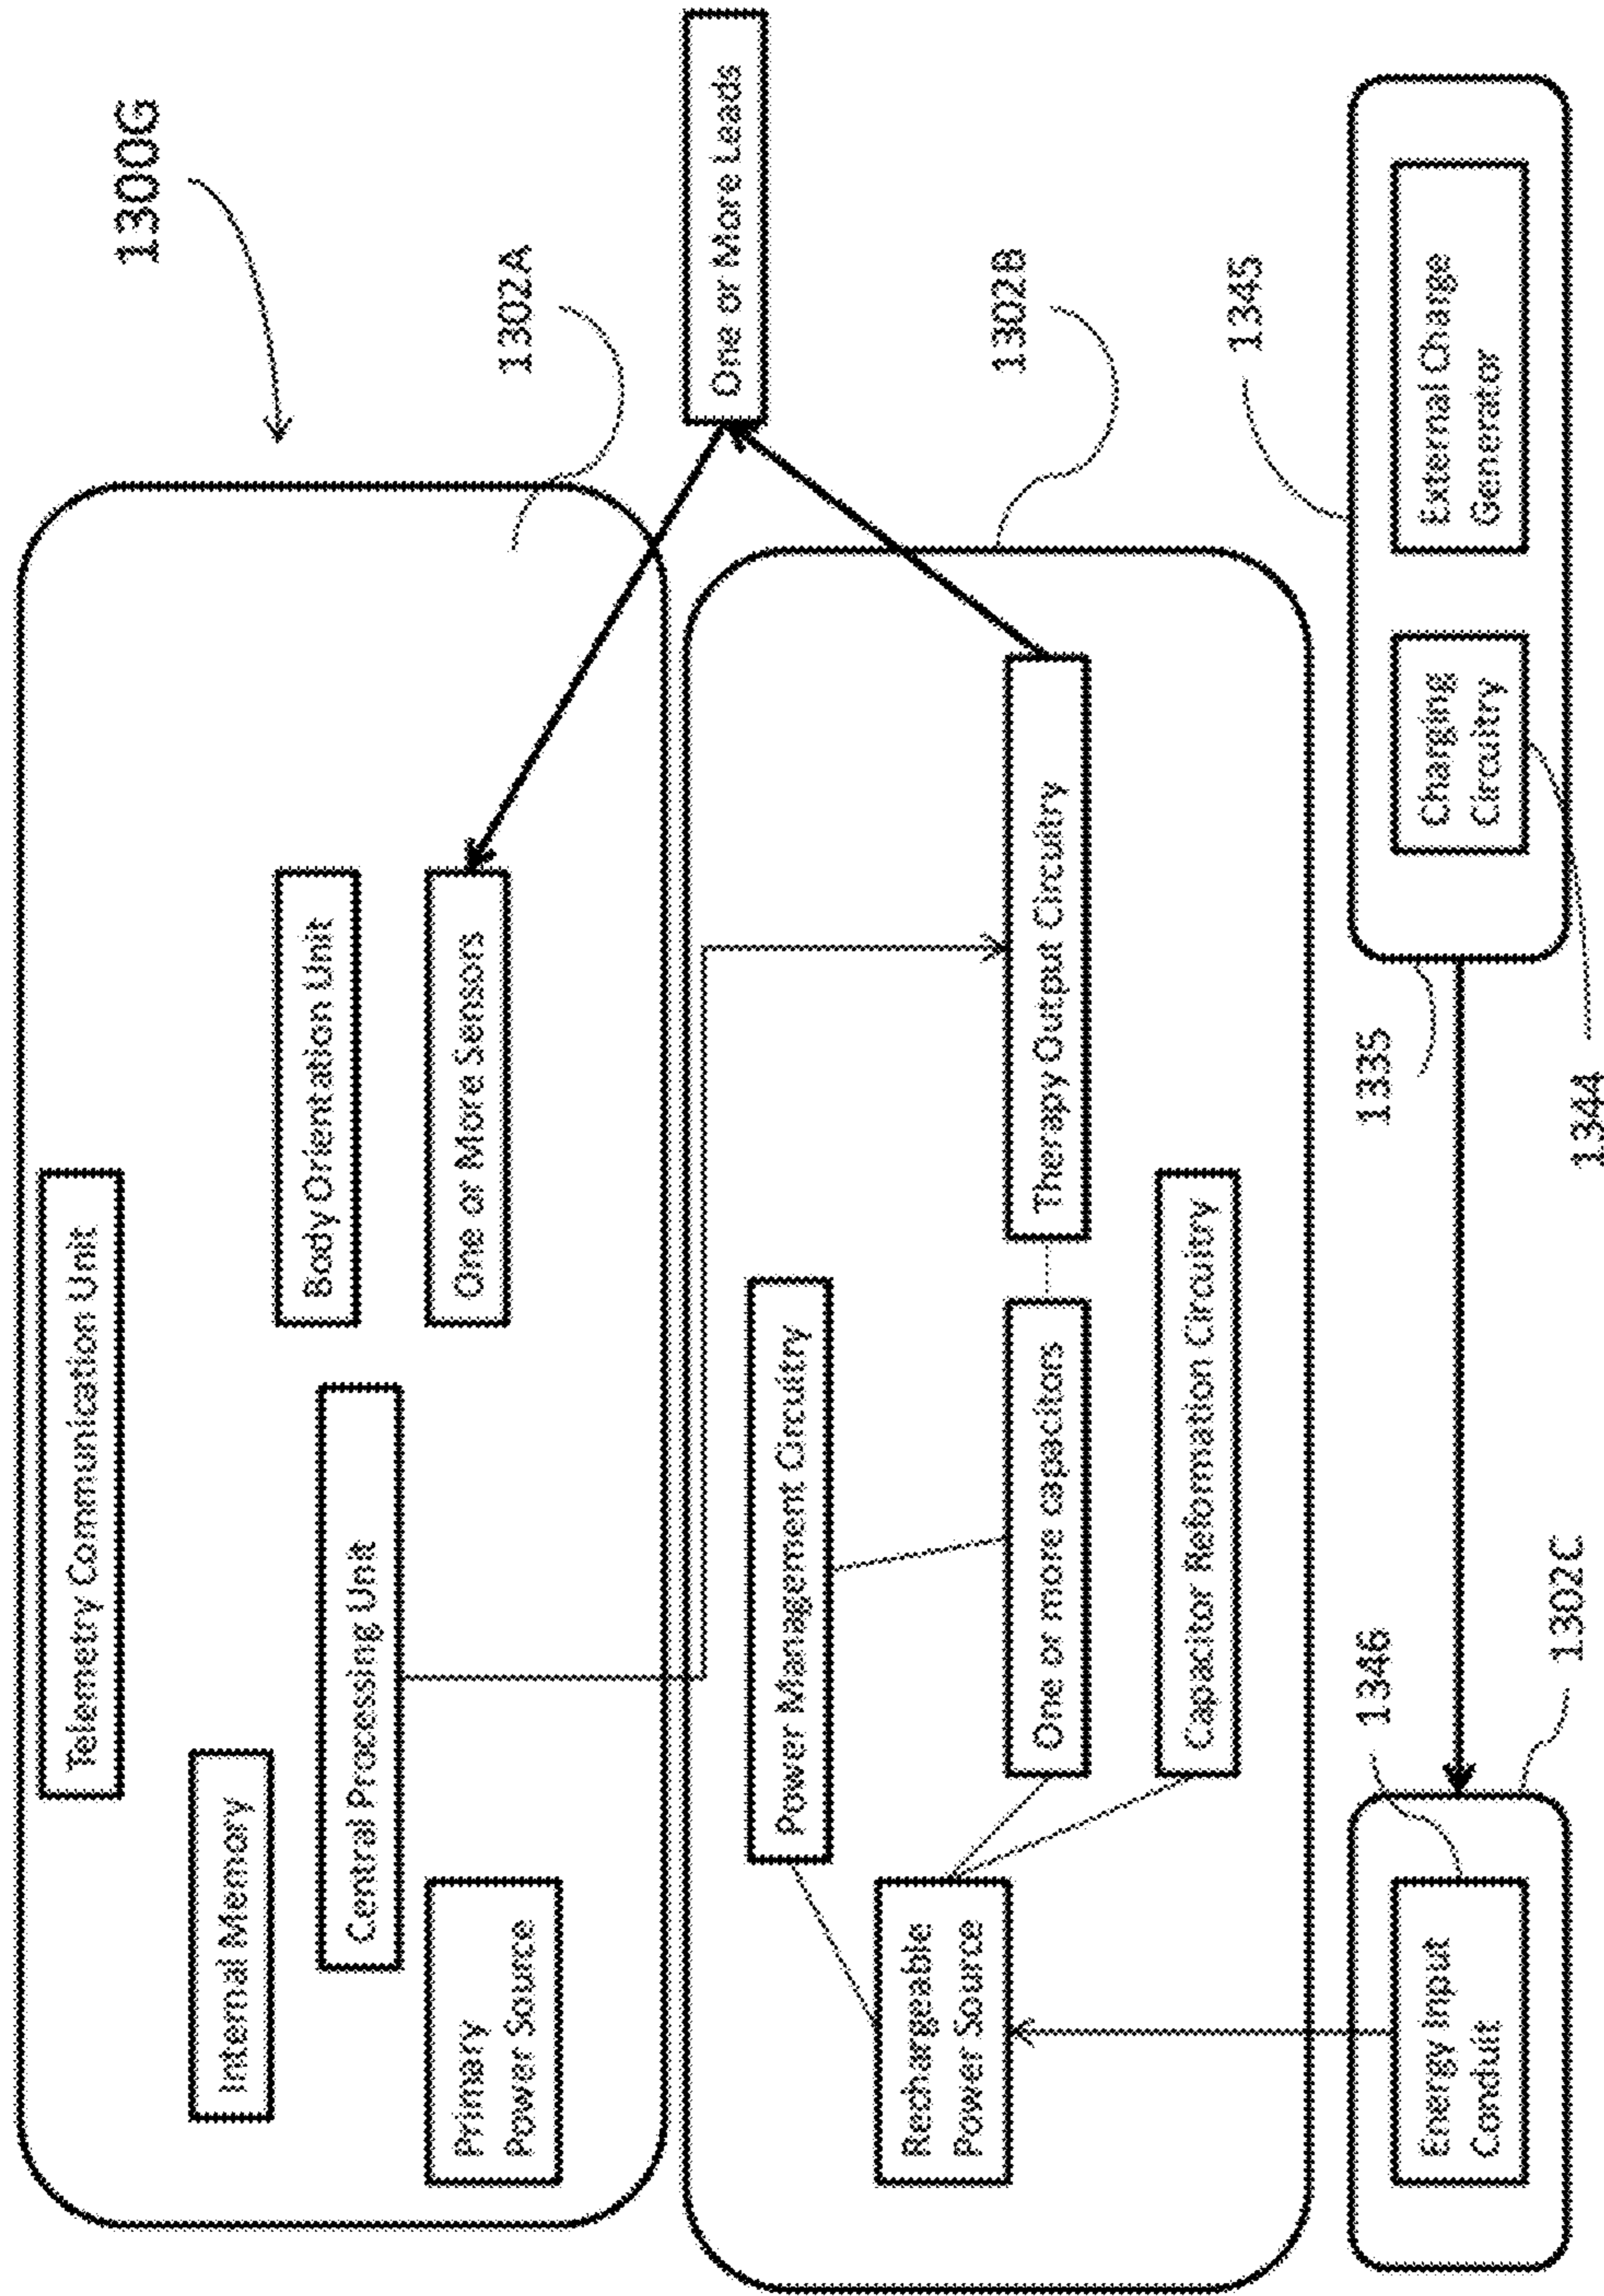 1300G
Telemetry Communication Unit
Internal Memory
Body Orientation Unit
Central Processing Unit
One or More Sensors
Primary
Power Source
1302A
One or More Leads
Power Management Circuitry
Rechargeable
Power Source
One or more capacitors
Therapy Output Circuitry
1302B
Capacitor Reformation Circuitry
1345
1346
1335
Energy Input
Conduit
Charging
Circuitry
External Charge
Generator
1302C
1344